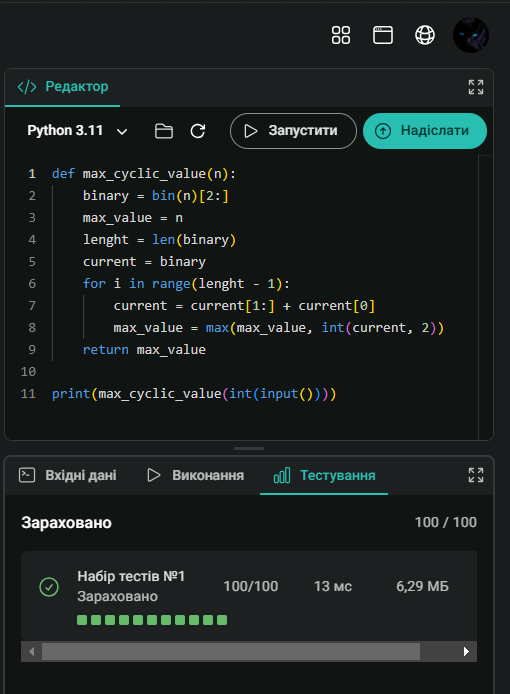 </> Редактор
Python 3.11
Запустити
Надіслати
1 def max_cyclic_value(n):
2     binary = bin(n)[2:]
3     max_value = n
4     lenght = len(binary)
5     current = binary
6     for i in range(lenght - 1):
7         current = current[1:] + current[0]
8         max_value = max(max_value, int(current, 2))
9     return max_value
10
11 print(max_cyclic_value(int(input())))
Вхідні дані
Виконання
Тестування
Зараховано
100 / 100
Набір тестів №1
Зараховано
100/100
13 мс
6,29 МБ